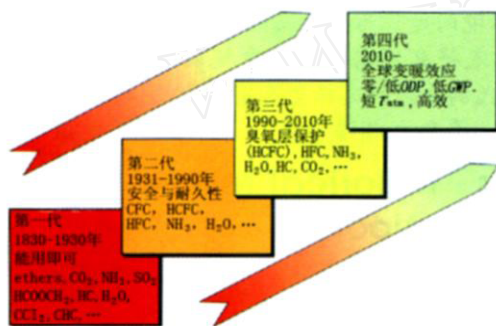 第一代
1830-1930年
能用即可
ethers,CO₂,NH₃,SO₂
HCOOCH₃,HC,H₂O,
CCl₂,CHC,…
第二代
1931-1990年
安全与耐久性
CFC, HCFC,
HFC, NH₃, H₂O,…
第三代
1990-2010年
臭氧层保护
(HCFC),HFC,NH₃,
H₂O,HC,CO₂,…
第四代
2010-
全球变暖效应
零/低ODP,低GWP.
短Tatm,高效